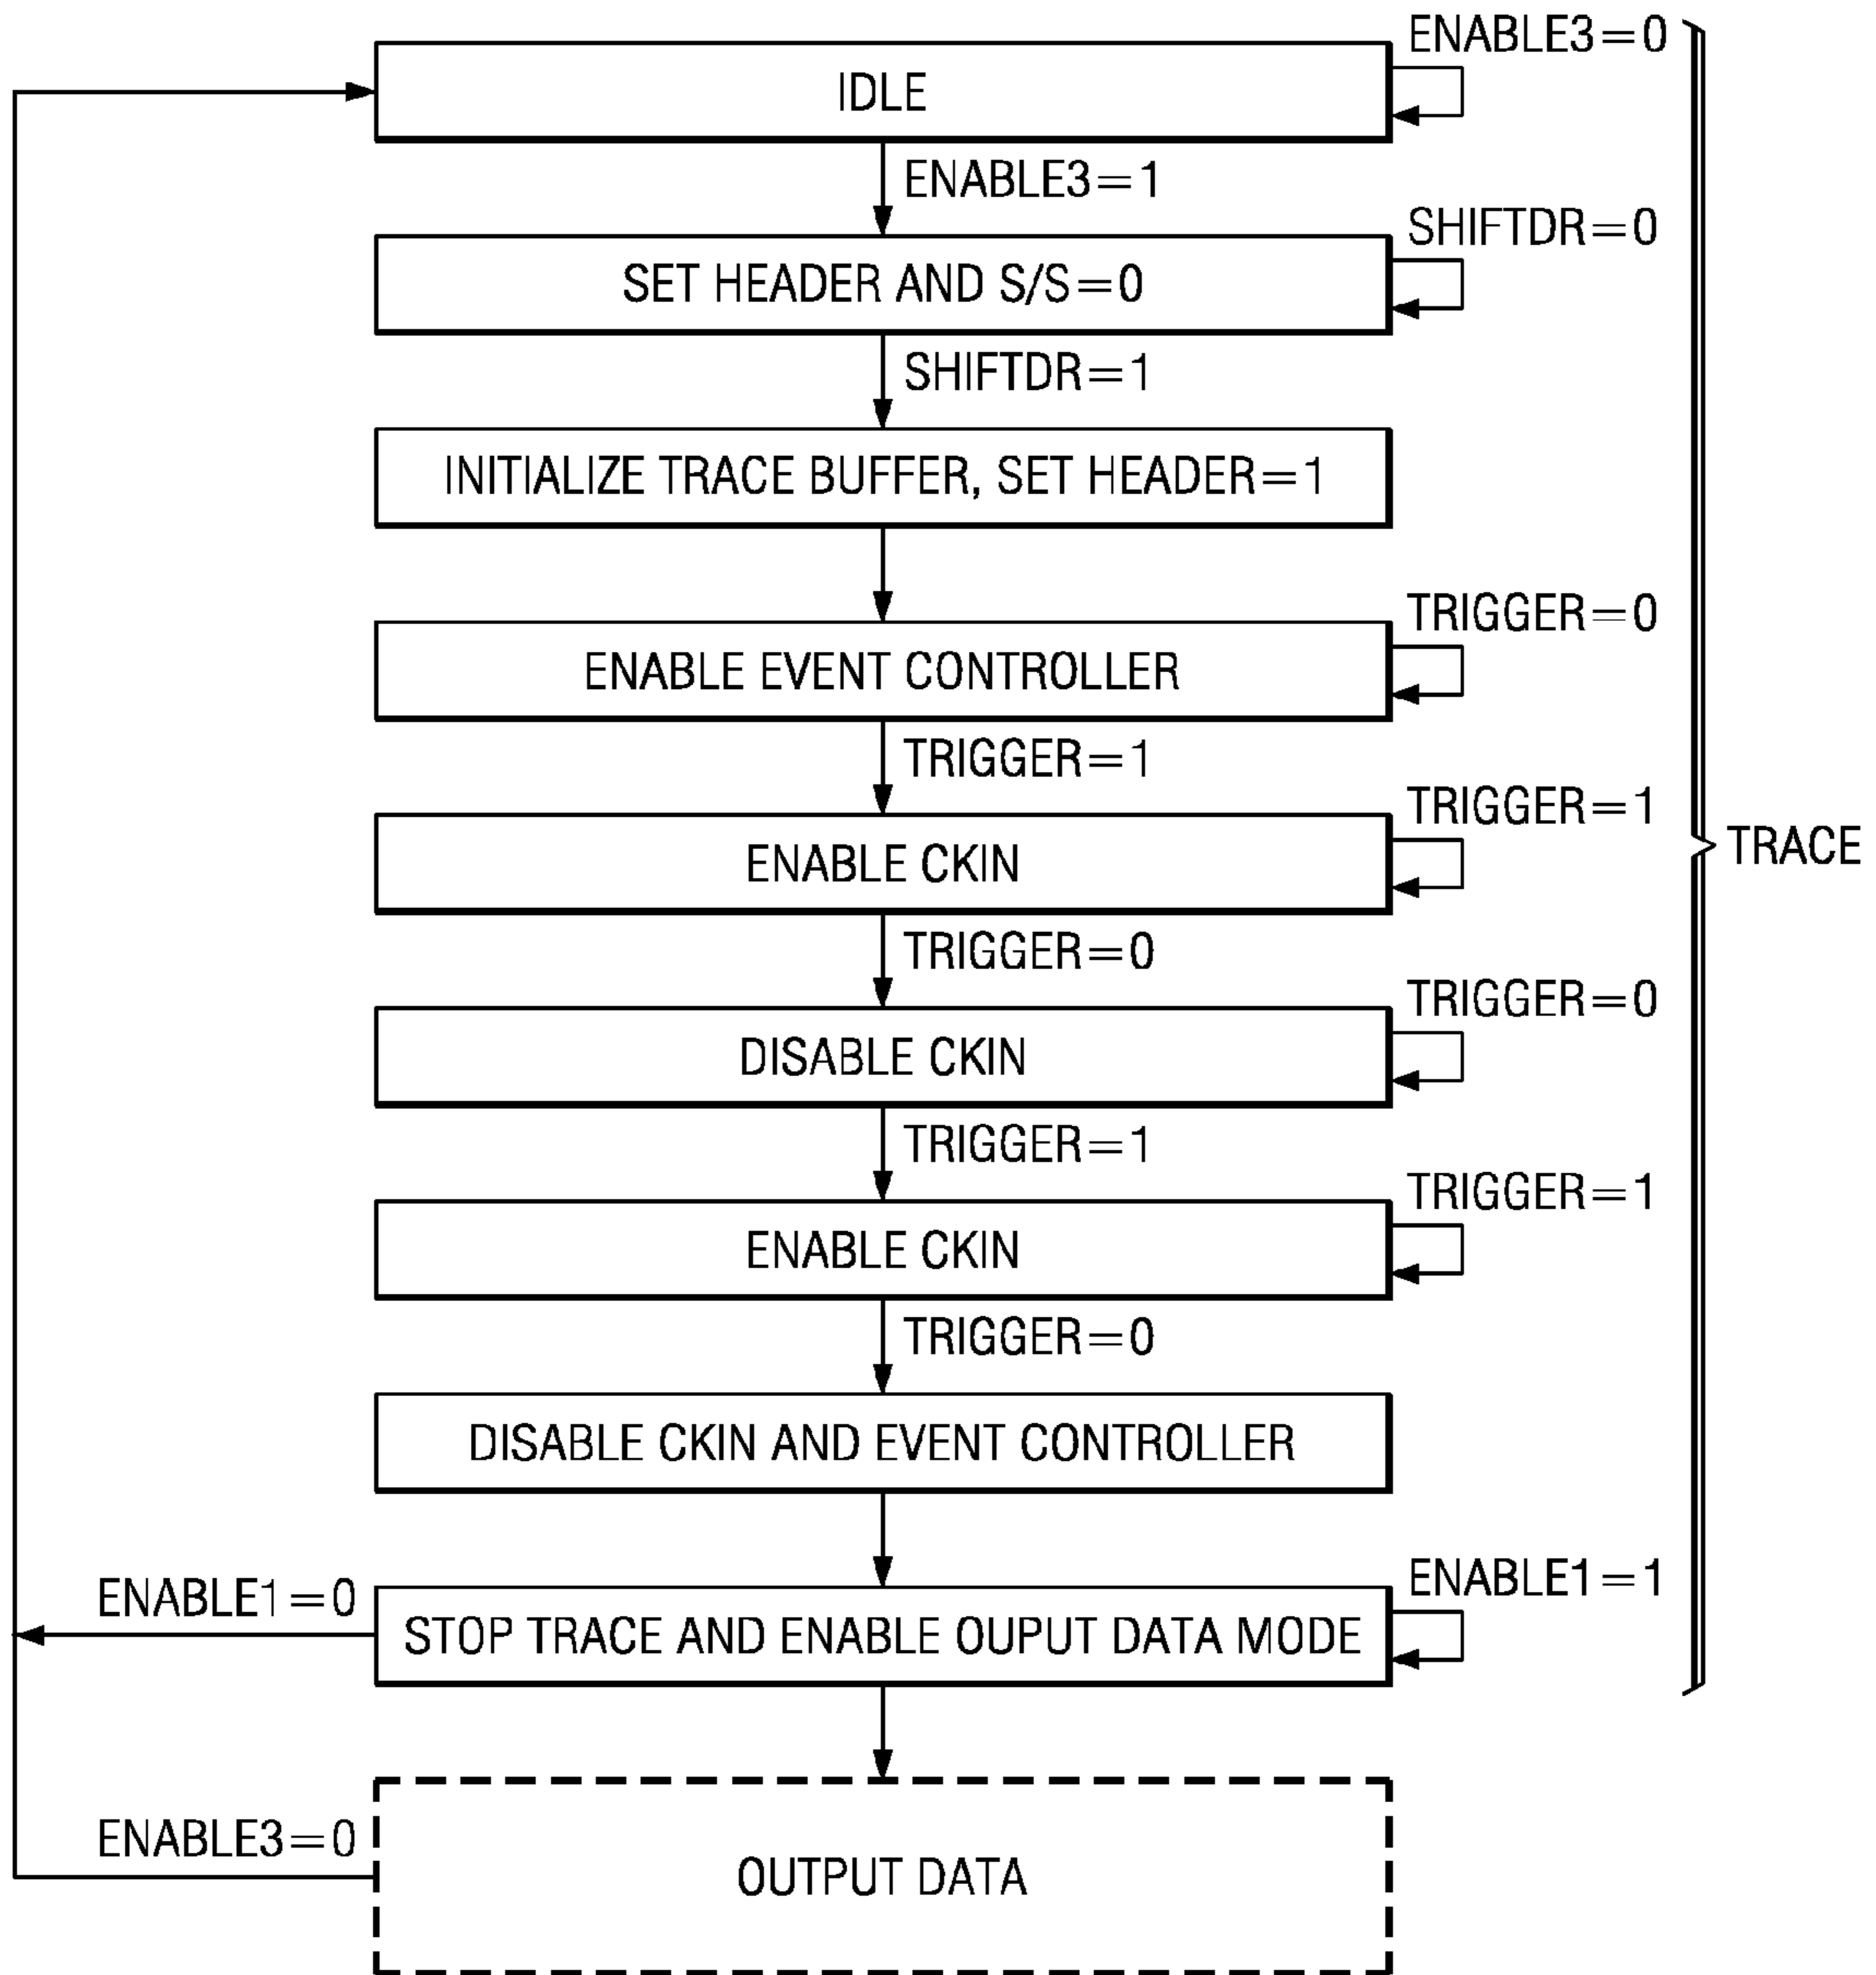 ENABLE3=0
IDLE
ENABLE3=1
SHIFTDR=0
SET HEADER AND S/S=0
SHIFTDR=1
INITIALIZE TRACE BUFFER, SET HEADER=1
TRIGGER=0
ENABLE EVENT CONTROLLER
TRIGGER=1
TRIGGER=1
TRACE
ENABLE CKIN
TRIGGER=0
TRIGGER=0
DISABLE CKIN
TRIGGER=1
TRIGGER=1
ENABLE CKIN
TRIGGER=0
DISABLE CKIN AND EVENT CONTROLLER
ENABLE1=0
ENABLE1=1
STOP TRACE AND ENABLE OUPUT DATA MODE
ENABLE3=0
OUTPUT DATA